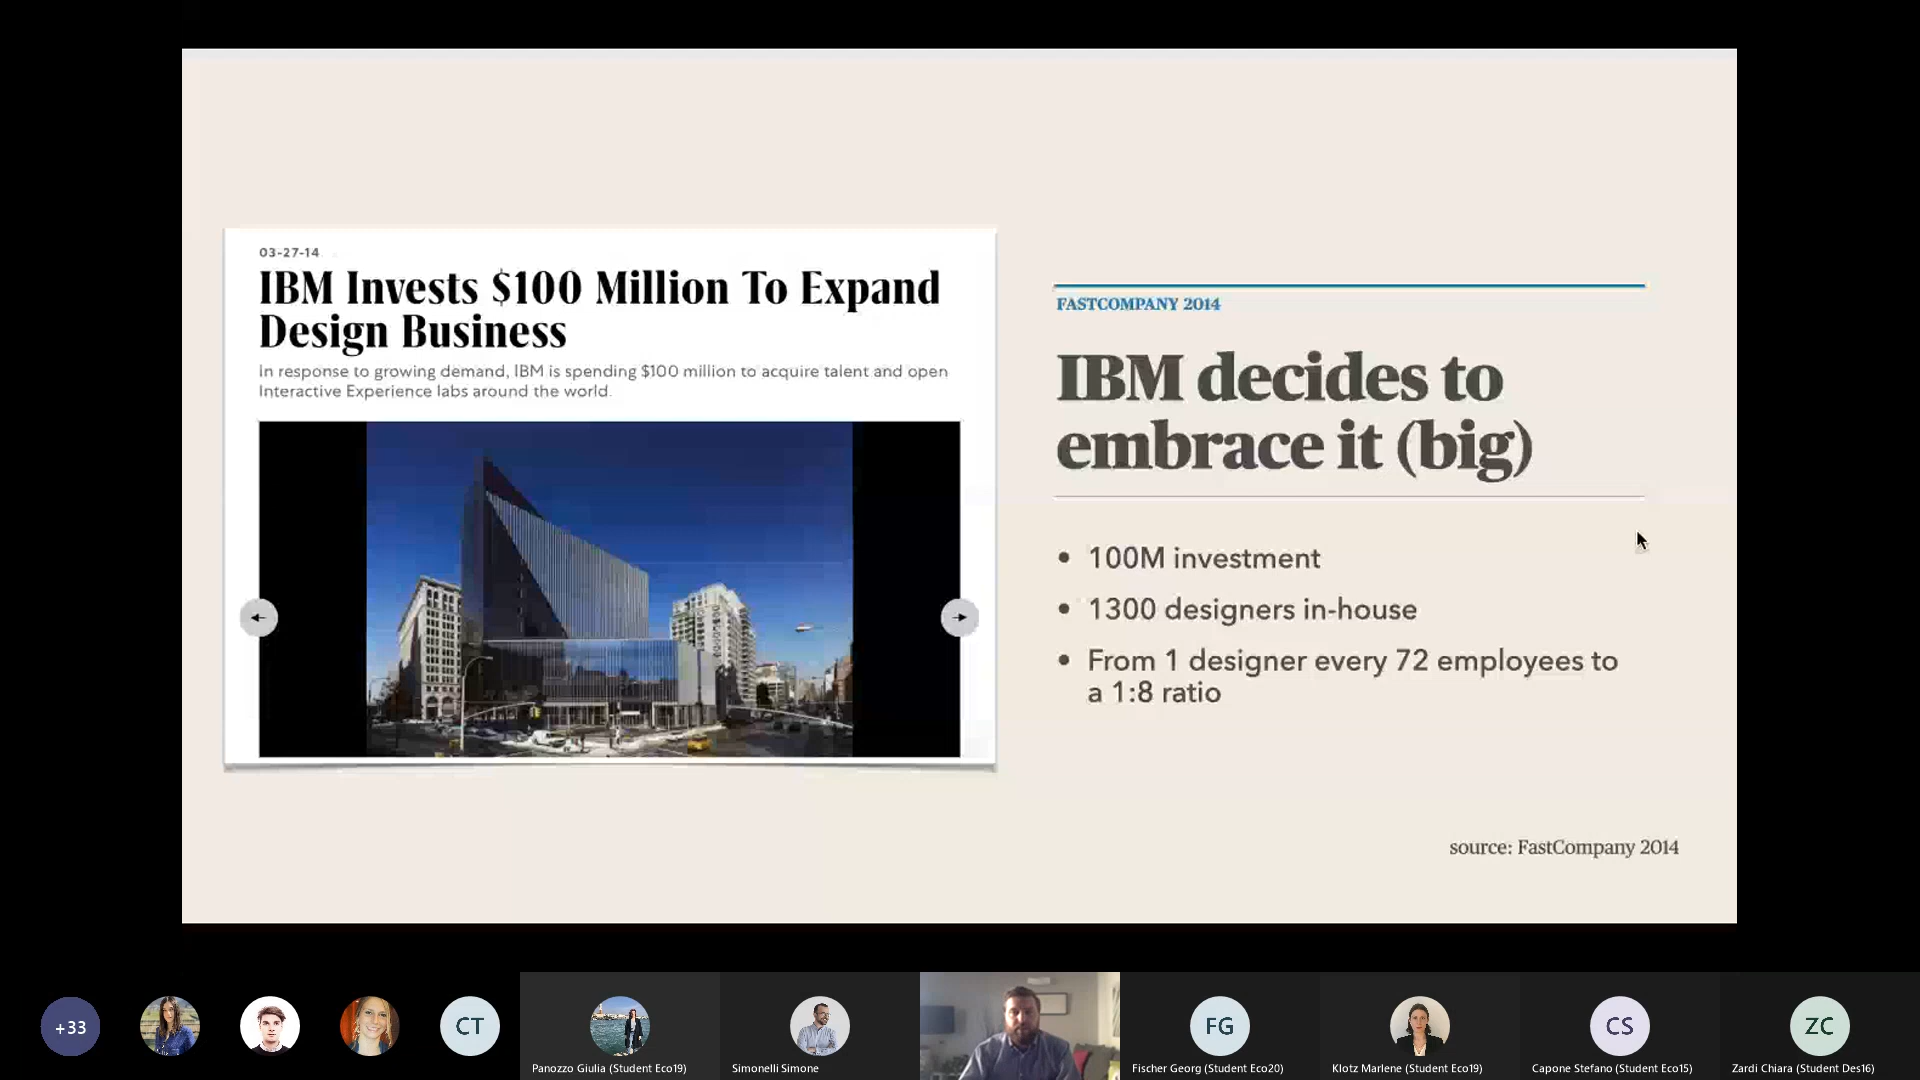 03-27-14
IBM Invests $100 Million To Expand
Design Business
In response to growing demand, IBM is spending $100 million to acquire talent and open
Interactive Experience labs around the world.
FASTCOMPANY 2014
IBM decides to
embrace it (big)
• 100M investment
• 1300 designers in-house
• From 1 designer every 72 employees to
a 1:8 ratio
source: FastCompany 2014
+33
CT
FG
CS
ZC
Panozzo Giulia (Student Eco19)
Simonelli Simone
Fischer Georg (Student Eco20)
Klotz Marlene (Student Eco19)
Capone Stefano (Student Eco15)
Zardi Chiara (Student Des16)